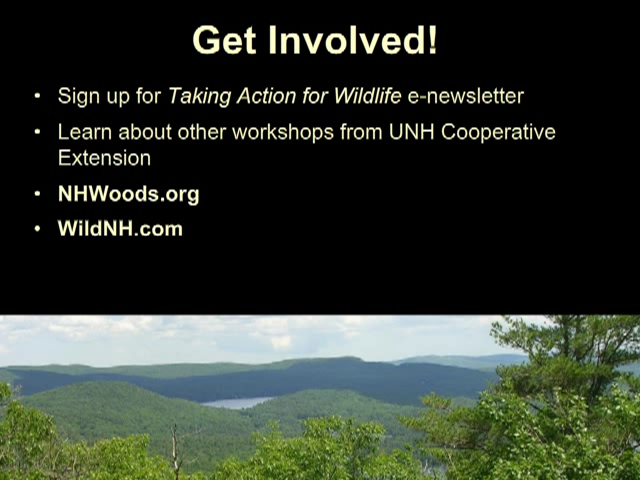 Get Involved!
• Sign up for Taking Action for Wildlife e-newsletter
• Learn about other workshops from UNH Cooperative
Extension
• NHWoods.org
• WildNH.com